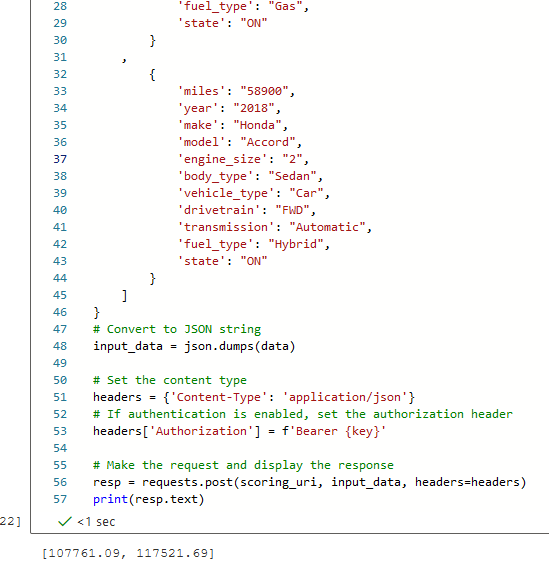 28 'fuel_type': "Gas",
29 'state': "ON"
30 }
31 ,
32 {
33 'miles': "58900",
34 'year': "2018",
35 'make': "Honda",
36 'model': "Accord",
37 'engine_size': "2",
38 'body_type': "Sedan",
39 'vehicle_type': "Car",
40 'drivetrain': "FWD",
41 'transmission': "Automatic",
42 'fuel_type': "Hybrid",
43 'state': "ON"
44 }
45 ]
46 }
47 # Convert to JSON string
48 input_data = json.dumps(data)
49
50 # Set the content type
51 headers = {'Content-Type': 'application/json'}
52 # If authentication is enabled, set the authorization header
53 headers['Authorization'] = f'Bearer {key}'
54
55 # Make the request and display the response
56 resp = requests.post(scoring_uri, input_data, headers=headers)
57 print(resp.text)
22] <1 sec
[107761.09, 117521.69]